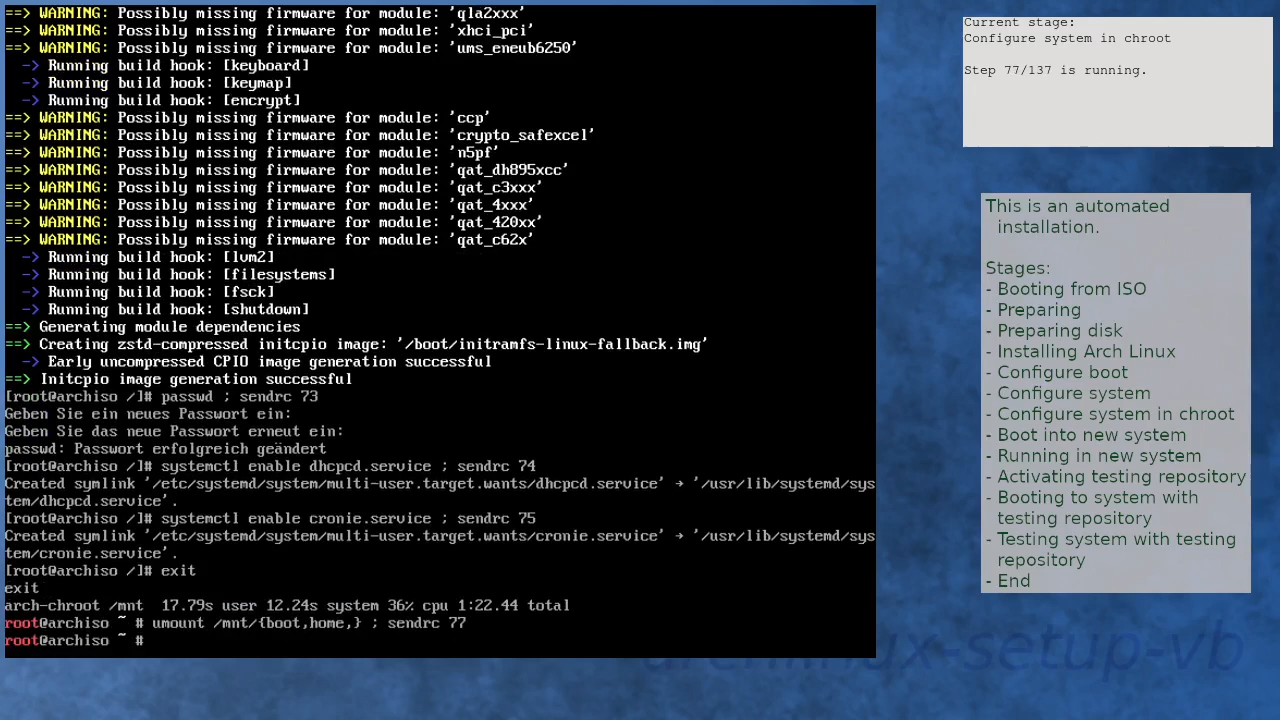 ==> WARNING: Possibly missing firmware for module: 'qla2xxx'
==> WARNING: Possibly missing firmware for module: 'xhci_pci'
==> WARNING: Possibly missing firmware for module: 'ums_eneub6250'
  -> Running build hook: [keyboard]
  -> Running build hook: [keymap]
  -> Running build hook: [encrypt]
==> WARNING: Possibly missing firmware for module: 'ccp'
==> WARNING: Possibly missing firmware for module: 'crypto_safexcel'
==> WARNING: Possibly missing firmware for module: 'n5pf'
==> WARNING: Possibly missing firmware for module: 'qat_dh895xcc'
==> WARNING: Possibly missing firmware for module: 'qat_c3xxx'
==> WARNING: Possibly missing firmware for module: 'qat_4xxx'
==> WARNING: Possibly missing firmware for module: 'qat_420xx'
==> WARNING: Possibly missing firmware for module: 'qat_c62x'
  -> Running build hook: [lvm2]
  -> Running build hook: [filesystems]
  -> Running build hook: [fsck]
  -> Running build hook: [shutdown]
==> Generating module dependencies
==> Creating zstd-compressed initcpio image: '/boot/initramfs-linux-fallback.img'
  -> Early uncompressed CPIO image generation successful
==> Initcpio image generation successful
[root@archiso /]# passwd ; sendrc 73
Geben Sie ein neues Passwort ein:
Geben Sie das neue Passwort erneut ein:
passwd: Passwort erfolgreich geändert
[root@archiso /]# systemctl enable dhcpcd.service ; sendrc 74
Created symlink '/etc/systemd/system/multi-user.target.wants/dhcpcd.service' → '/usr/lib/systemd/sys
tem/dhcpcd.service'.
[root@archiso /]# systemctl enable cronie.service ; sendrc 75
Created symlink '/etc/systemd/system/multi-user.target.wants/cronie.service' → '/usr/lib/systemd/sys
tem/cronie.service'.
[root@archiso /]# exit
exit
arch-chroot /mnt  17.79s user 12.24s system 36% cpu 1:22.44 total
root@archiso ~ # umount /mnt/{boot,home,} ; sendrc 77
root@archiso ~ #
Current stage:
Configure system in chroot
Step 77/137 is running.
This is an automated
installation.
Stages:
- Booting from ISO
- Preparing
- Preparing disk
- Installing Arch Linux
- Configure boot
- Configure system
- Configure system in chroot
- Boot into new system
- Running in new system
- Activating testing repository
- Booting to system with
testing repository
- Testing system with testing
repository
- End
archlinux-setup-vb